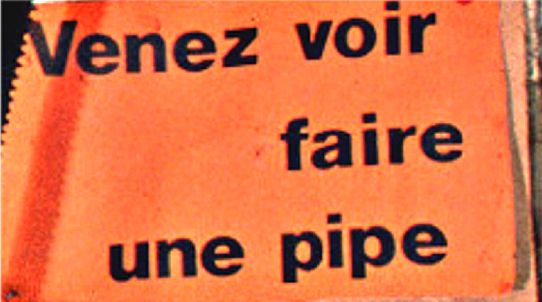 Venez voir
faire
une pipe